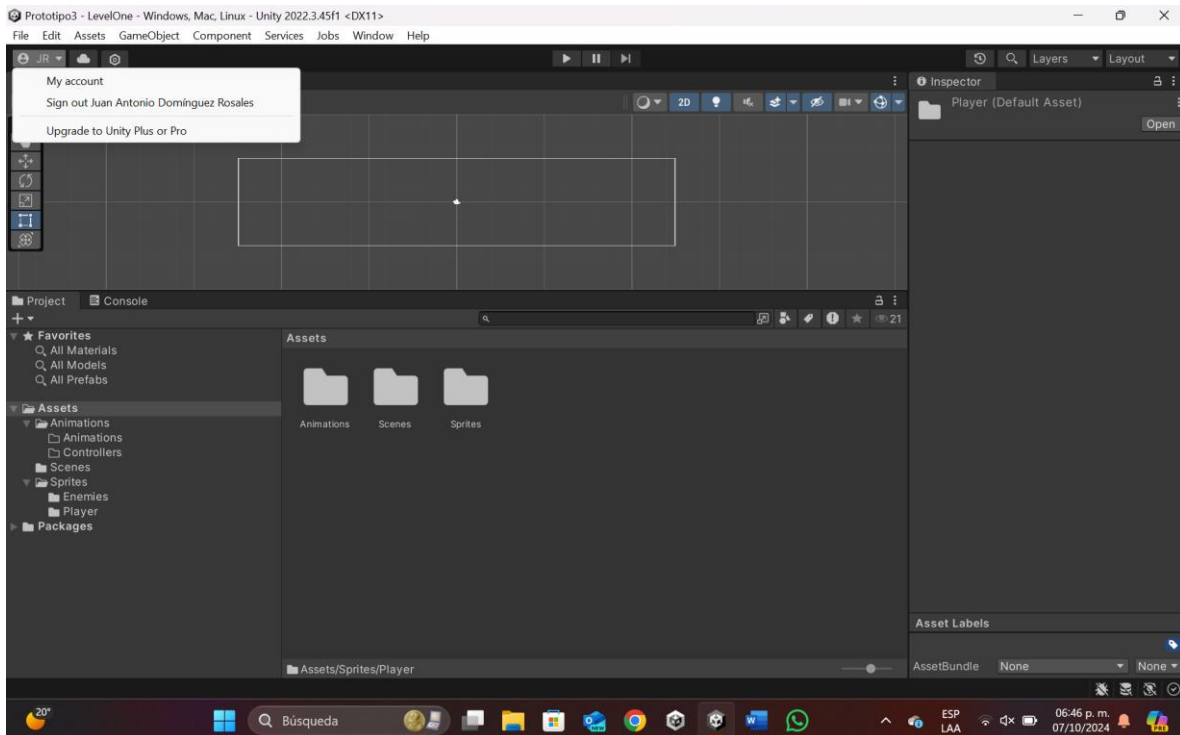 Prototipo3 - LevelOne - Windows, Mac, Linux - Unity 2022.3.45f1 <DX11>
File Edit Assets GameObject Component Services Jobs Window Help
JR
Layers Layout
My account
Sign out Juan Antonio Domínguez Rosales
Upgrade to Unity Plus or Pro
2D
Inspector
Player (Default Asset)
Open
Project Console
21
Favorites
All Materials
All Models
All Prefabs
Assets
Animations
Animations
Controllers
Scenes
Sprites
Enemies
Player
Packages
Assets
Animations Scenes Sprites
Assets/Sprites/Player
Asset Labels
AssetBundle None None
20°
Búsqueda
ESP
LAA
06:46 p. m.
07/10/2024